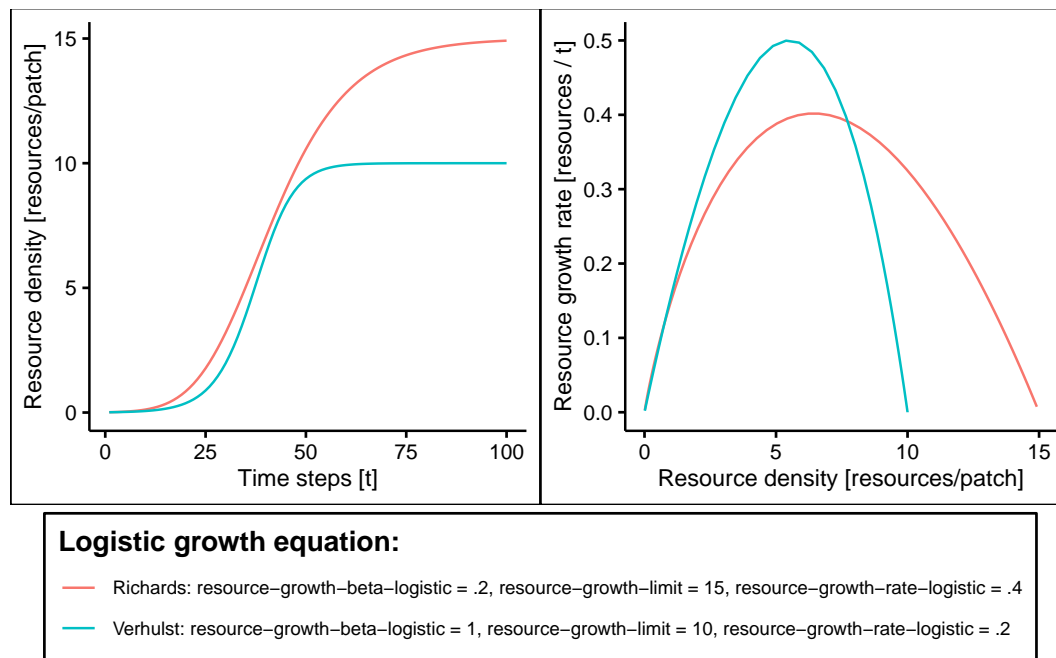 Resource density [resources/patch]
15
10
5
0
0 25 50 75 100
Time steps [t]
Resource growth rate [resources / t]
0.5
0.4
0.3
0.2
0.1
0.0
0 5 10 15
Resource density [resources/patch]
Logistic growth equation:
Richards: resource−growth−beta−logistic = .2, resource−growth−limit = 15, resource−growth−rate−logistic = .4
Verhulst: resource−growth−beta−logistic = 1, resource−growth−limit = 10, resource−growth−rate−logistic = .2